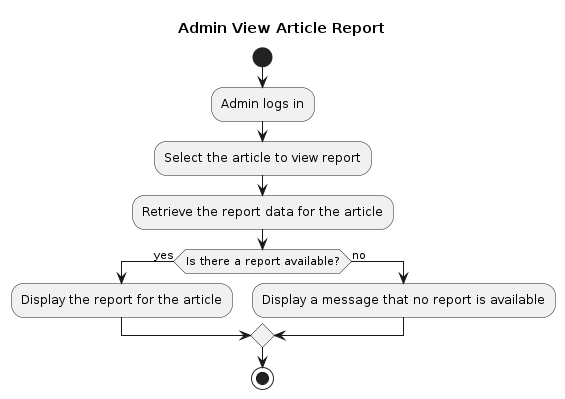 Admin View Article Report
Admin logs in
Select the article to view report
Retrieve the report data for the article
yes
Is there a report available?
no
Display the report for the article
Display a message that no report is available